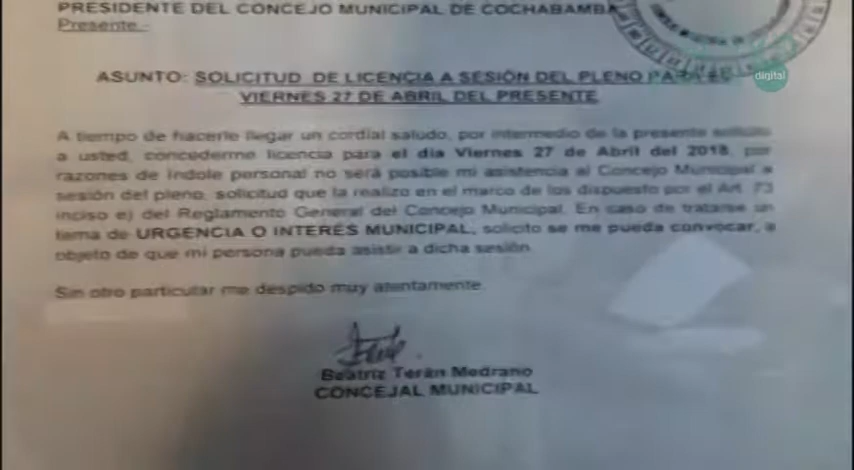 PRESIDENTE DEL CONCEJO MUNICIPAL DE COCHABAMBA
Presente.-
ASUNTO: SOLICITUD DE LICENCIA A SESIÓN DEL PLENO PARA EL
VIERNES 27 DE ABRIL DEL PRESENTE
digital
A tiempo de hacerle llegar un cordial saludo, por intermedio de la presente solicito
a usted, concederme licencia para el día Viernes 27 de Abril del 2018, por
razones de índole personal no será posible mi asistencia al Concejo Municipal a
sesión del pleno, solicitud que la realizo en el marco de los dispuesto por el Art. 73
inciso e) del Reglamento General del Concejo Municipal. En caso de tratarse un
tema de URGENCIA O INTERÉS MUNICIPAL, solicito se me pueda convocar, a
objeto de que mi persona pueda asistir a dicha sesión.
Sin otro particular me despido muy atentamente.
Beatriz Terán Medrano
CONCEJAL MUNICIPAL